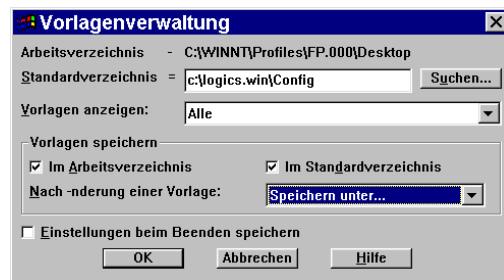 Vorlagenverwaltung
Arbeitsverzeichnis - C:\WINNT\Profiles\FP.000\Desktop
Standardverzeichnis = c:\logics.win\Config Suchen...
Vorlagen anzeigen: Alle
Vorlagen speichern
Im Arbeitsverzeichnis Im Standardverzeichnis
Nach -nderung einer Vorlage: Speichern unter...
Einstellungen beim Beenden speichern
OK Abbrechen Hilfe